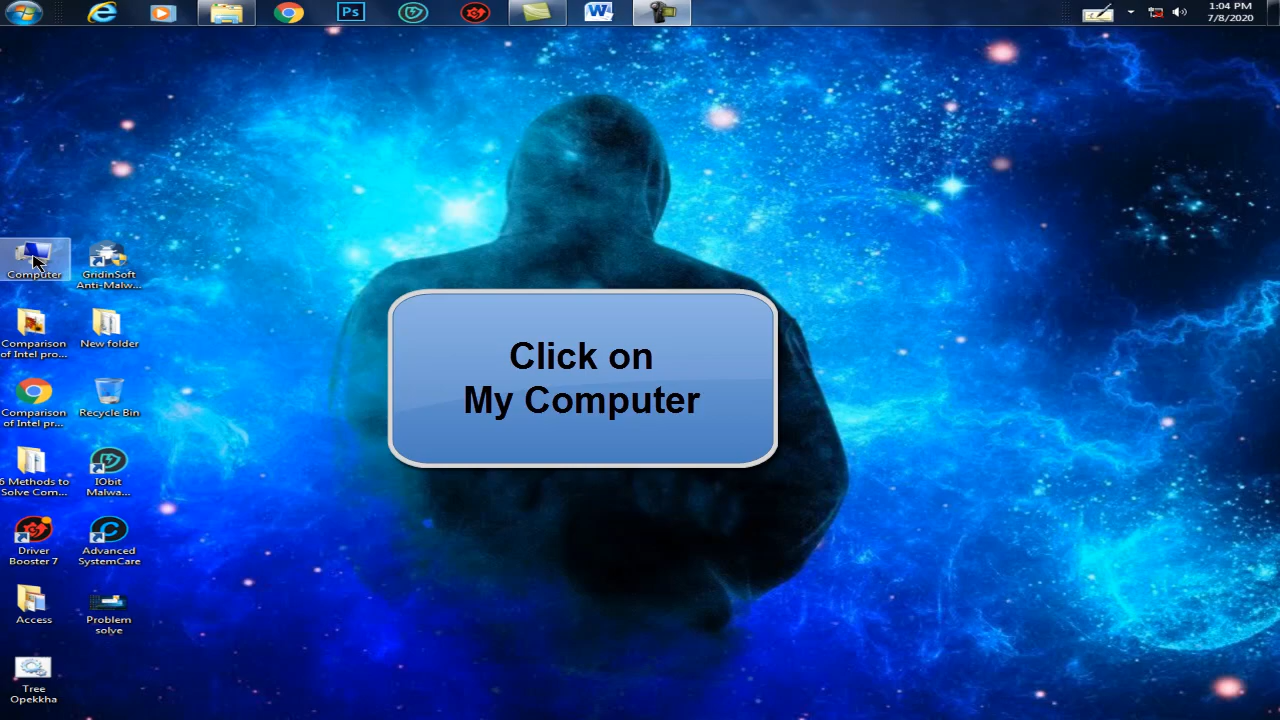 Ps
W
1:04 PM
7/8/2020
Computer
GridinSoft
Anti-Malw...
Comparison
of Intel pro...
New folder
Comparison
of Intel pr...
Recycle Bin
6 Methods to
Solve Com...
IObit
Malwa...
Driver
Booster 7
Advanced
SystemCare
Access
Problem
solve
Tree
Opekkha
Click on
My Computer